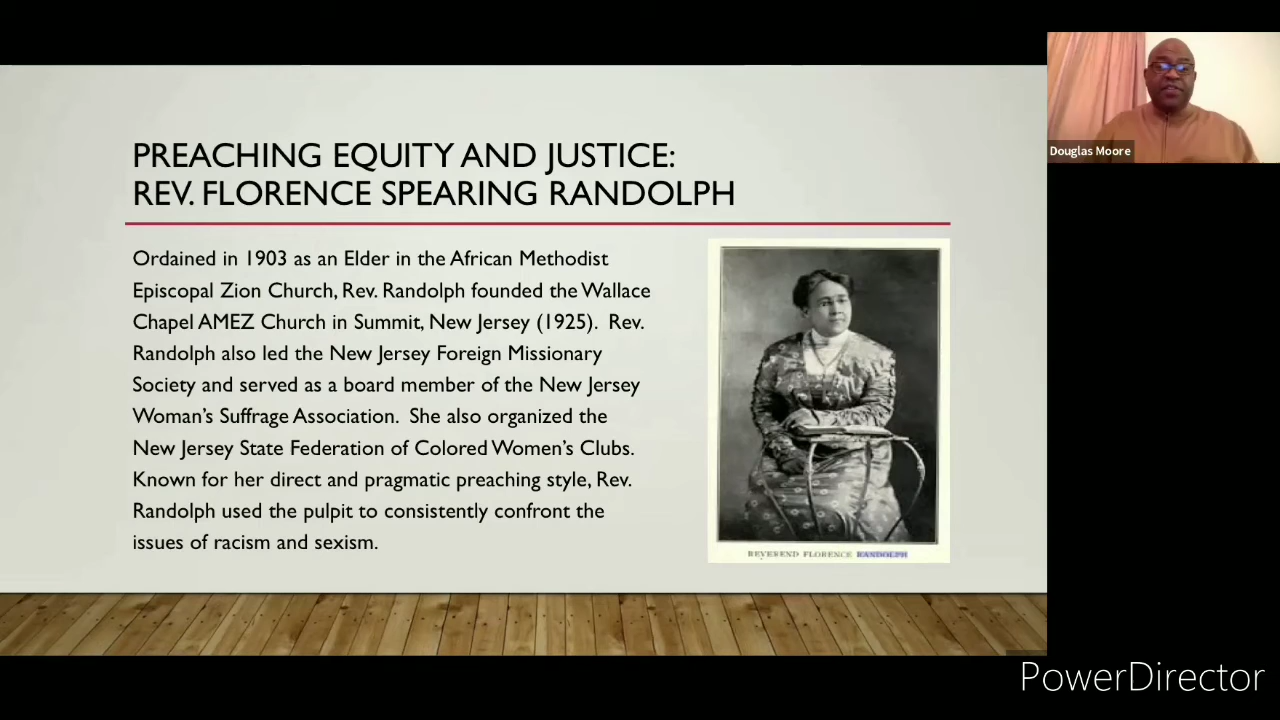 PREACHING EQUITY AND JUSTICE:
REV. FLORENCE SPEARING RANDOLPH
Ordained in 1903 as an Elder in the African Methodist
Episcopal Zion Church, Rev. Randolph founded the Wallace
Chapel AMEZ Church in Summit, New Jersey (1925).  Rev.
Randolph also led the New Jersey Foreign Missionary
Society and served as a board member of the New Jersey
Woman's Suffrage Association.  She also organized the
New Jersey State Federation of Colored Women's Clubs.
Known for her direct and pragmatic preaching style, Rev.
Randolph used the pulpit to consistently confront the
issues of racism and sexism.
REVEREND FLORENCE RANDOLPH
Douglas Moore
PowerDirector